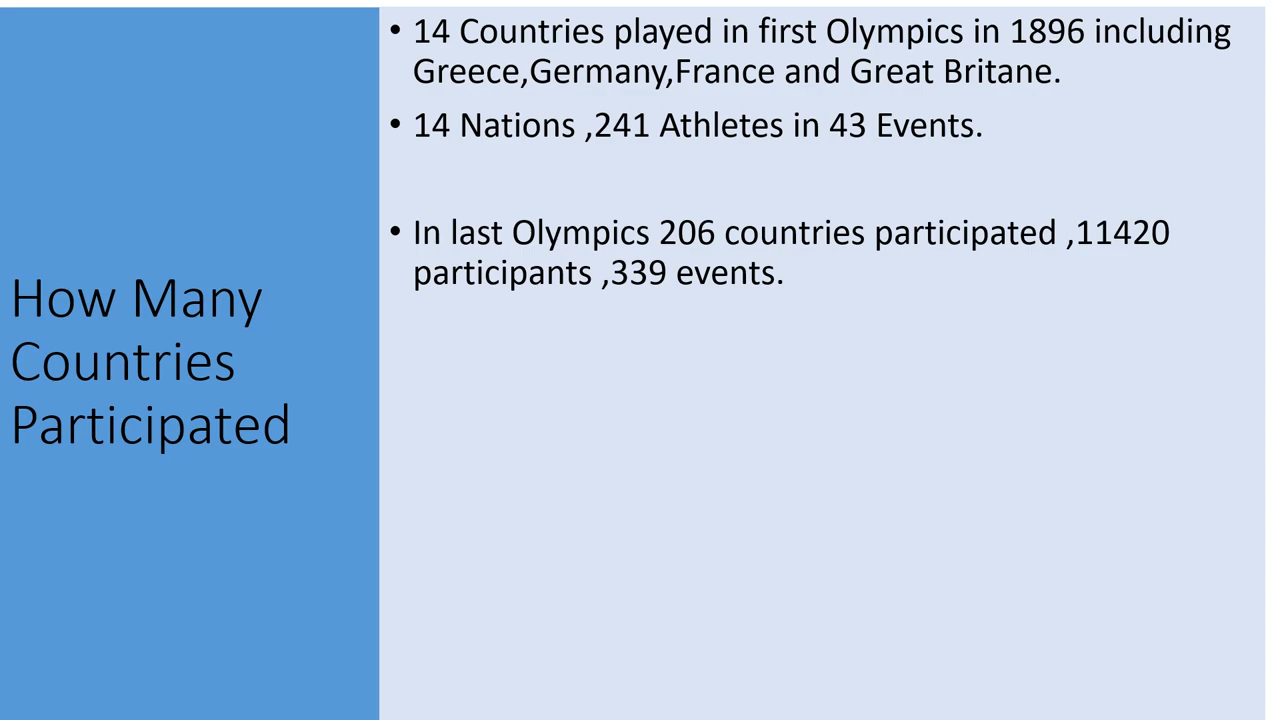 How Many
Countries
Participated
• 14 Countries played in first Olympics in 1896 including
Greece,Germany,France and Great Britane.
• 14 Nations ,241 Athletes in 43 Events.
• In last Olympics 206 countries participated ,11420
participants ,339 events.